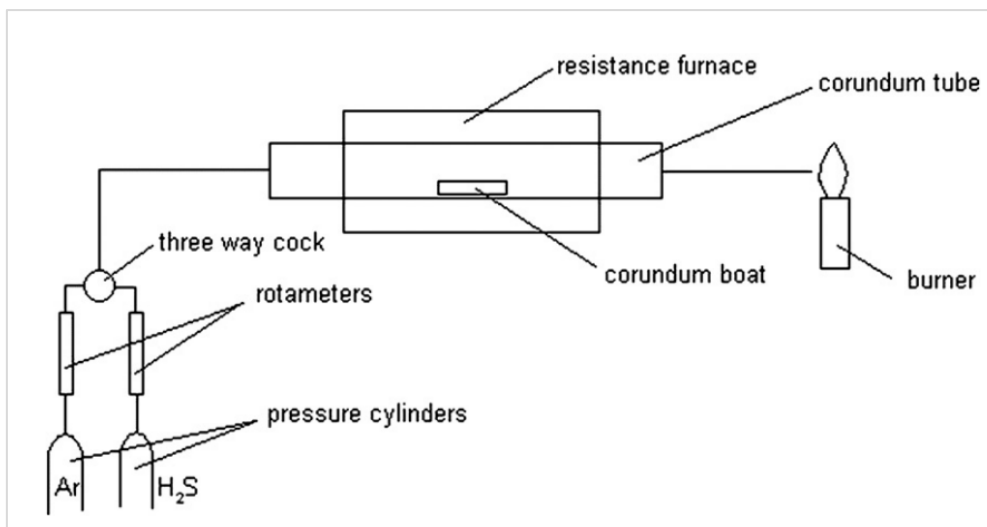 resistance furnace
corundum tube
three way cock
corundum boat
burner
rotameters
pressure cylinders
Ar
H₂S